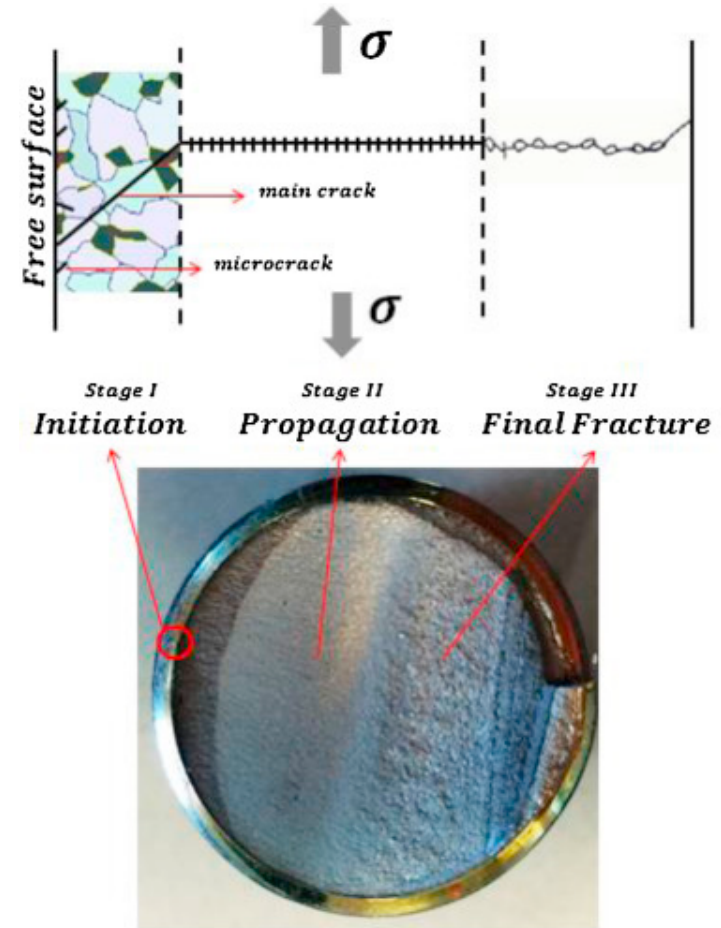 σ
Free surface
main crack
microcrack
σ
Stage I
Stage II
Stage III
Initiation
Propagation
Final Fracture